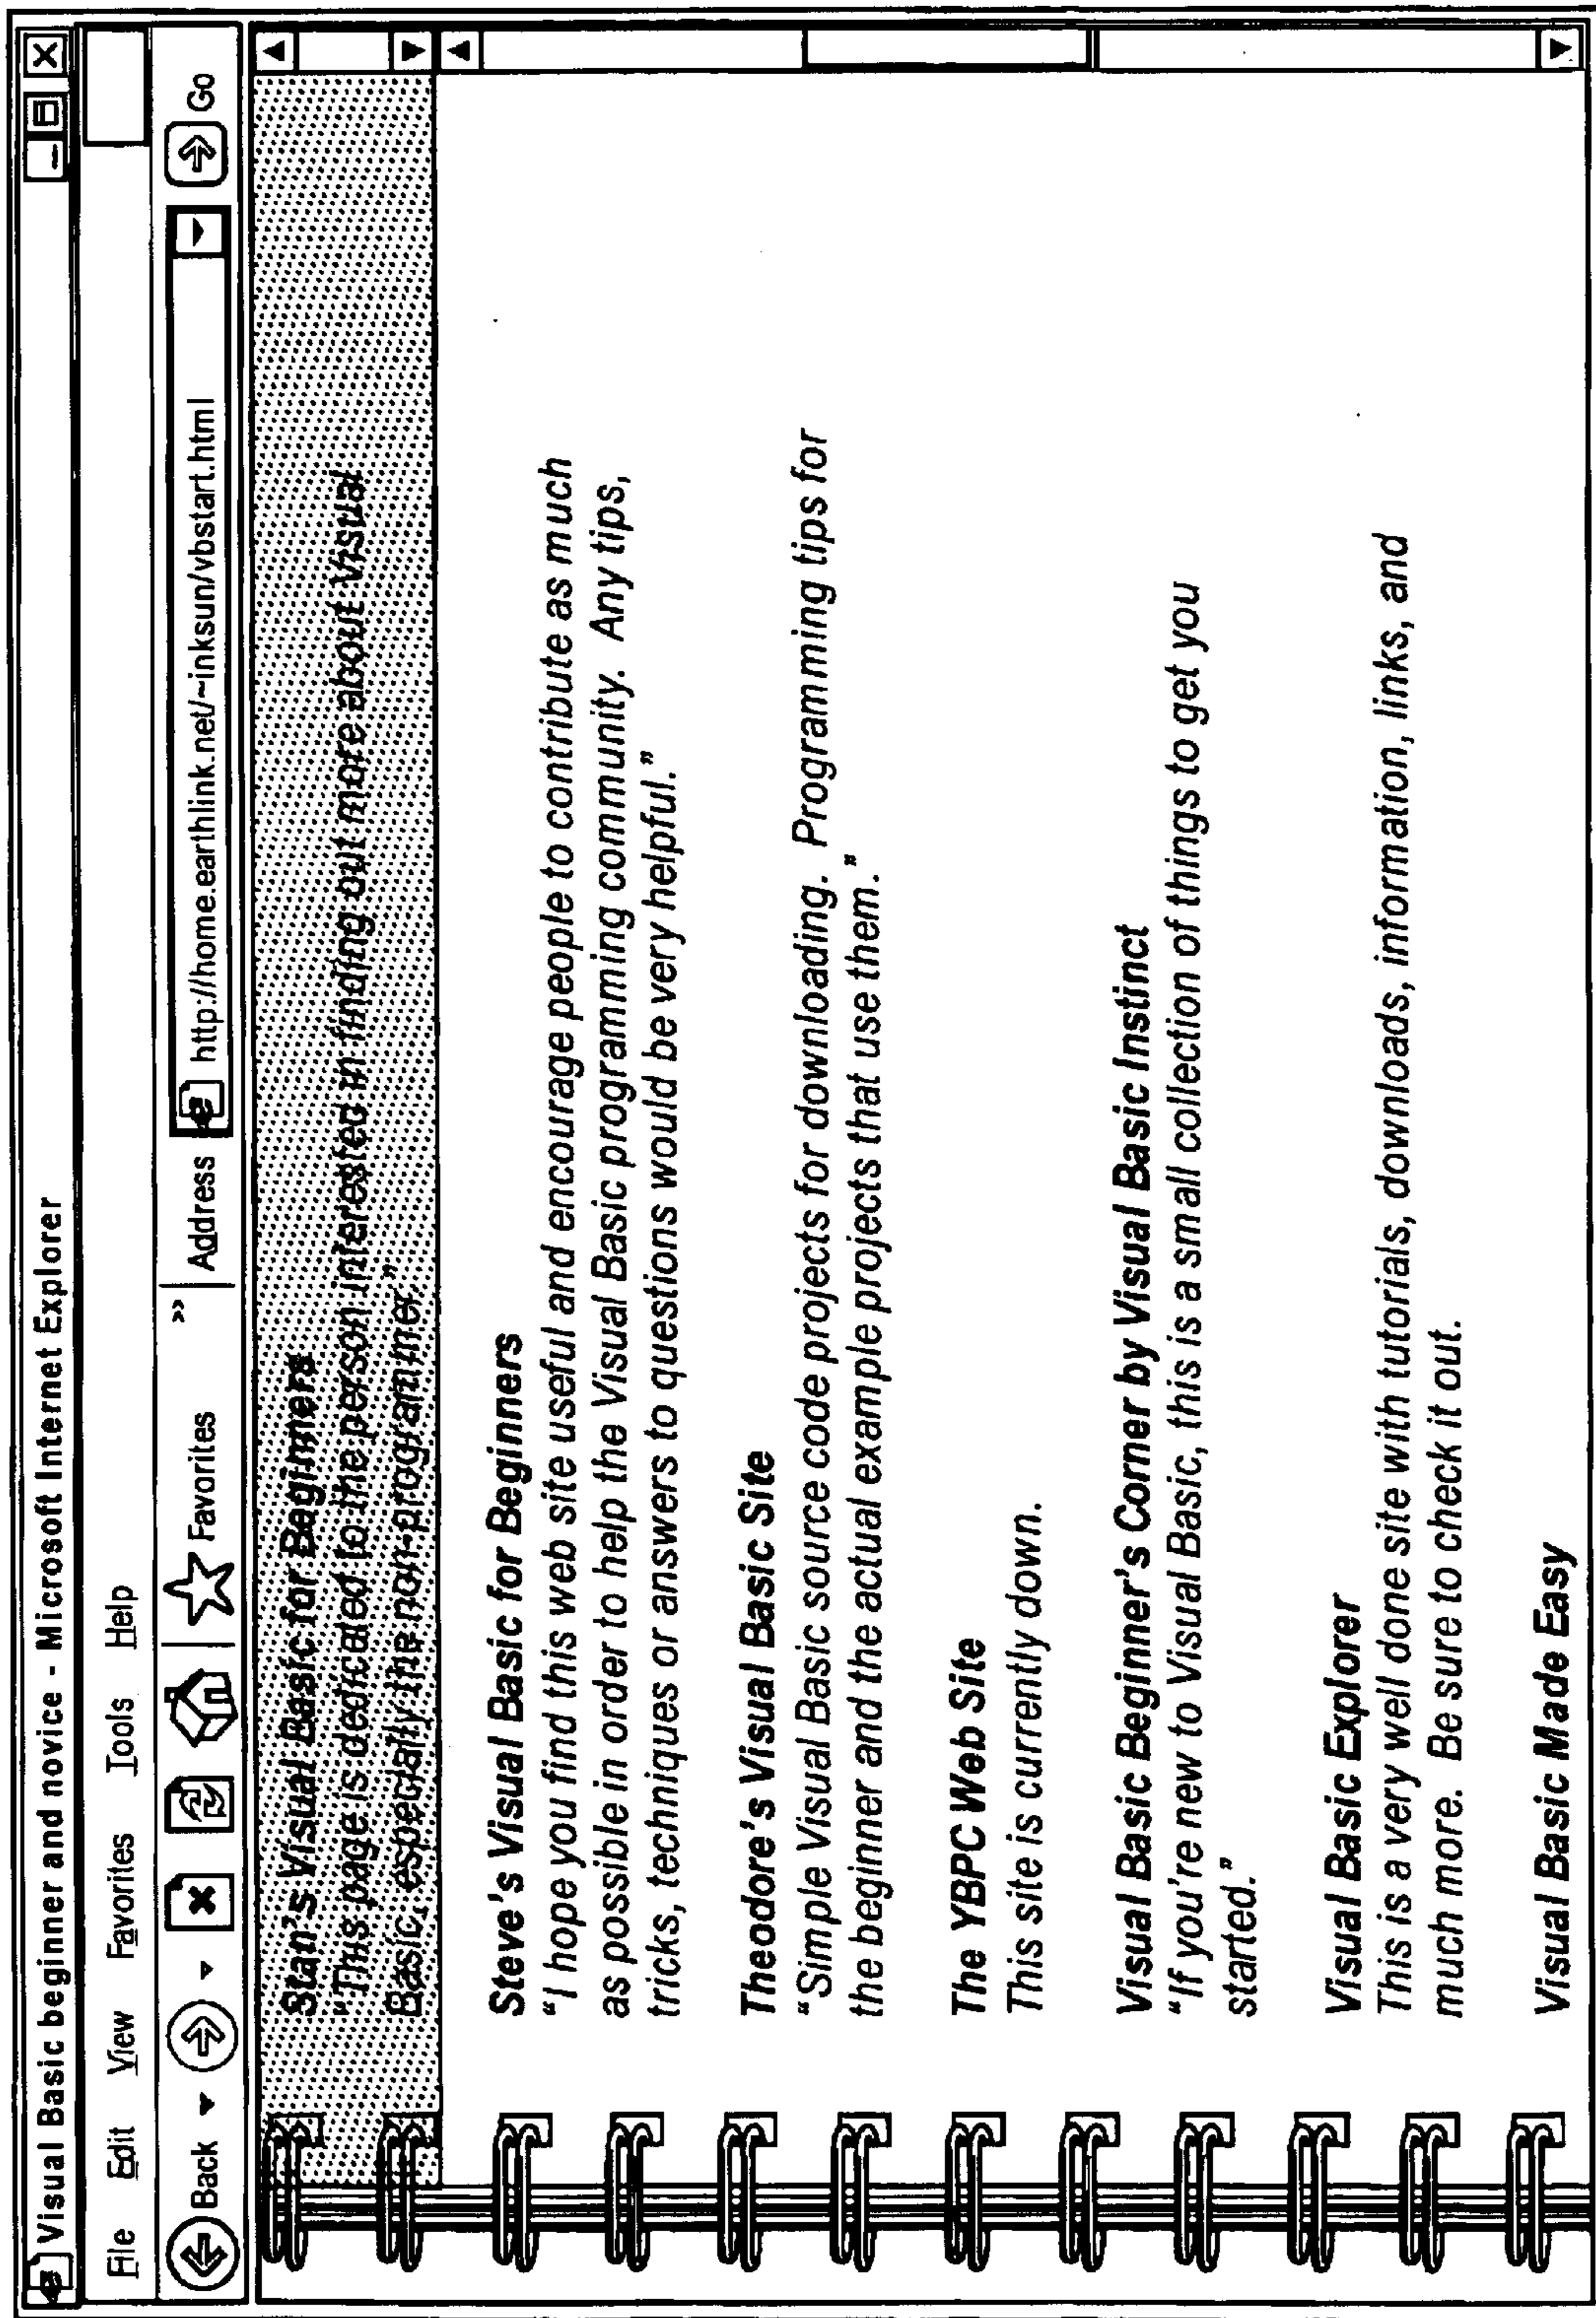 Visual Basic beginner and novice - Microsoft Internet Explorer
File Edit View Favorites Tools Help
Back Favorites » Address http://home.earthlink.net/~inksun/vbstart.html Go
Stan's Visual Basic for Beginners
"This page is dedicated to the person interested in finding out more about Visual
Basic, especially the non-programmer."
Steve's Visual Basic for Beginners
"I hope you find this web site useful and encourage people to contribute as much
as possible in order to help the Visual Basic programming community. Any tips,
tricks, techniques or answers to questions would be very helpful."
Theodore's Visual Basic Site
"Simple Visual Basic source code projects for downloading. Programming tips for
the beginner and the actual example projects that use them."
The YBPC Web Site
This site is currently down.
Visual Basic Beginner's Corner by Visual Basic Instinct
"If you're new to Visual Basic, this is a small collection of things to get you
started."
Visual Basic Explorer
This is a very well done site with tutorials, downloads, information, links, and
much more. Be sure to check it out.
Visual Basic Made Easy